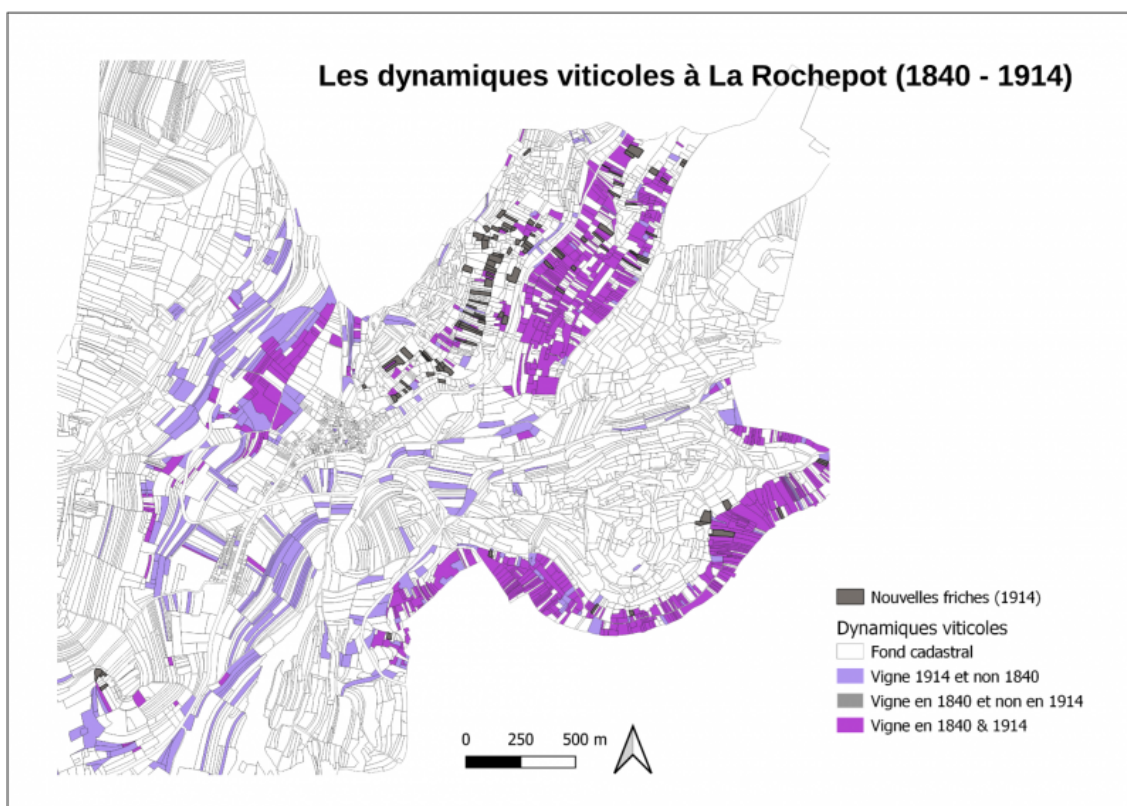 Les dynamiques viticoles à La Rochepot (1840 - 1914)
Nouvelles friches (1914)
Dynamiques viticoles
Fond cadastral
Vigne 1914 et non 1840
Vigne en 1840 et non en 1914
Vigne en 1840 & 1914
0 250 500 m